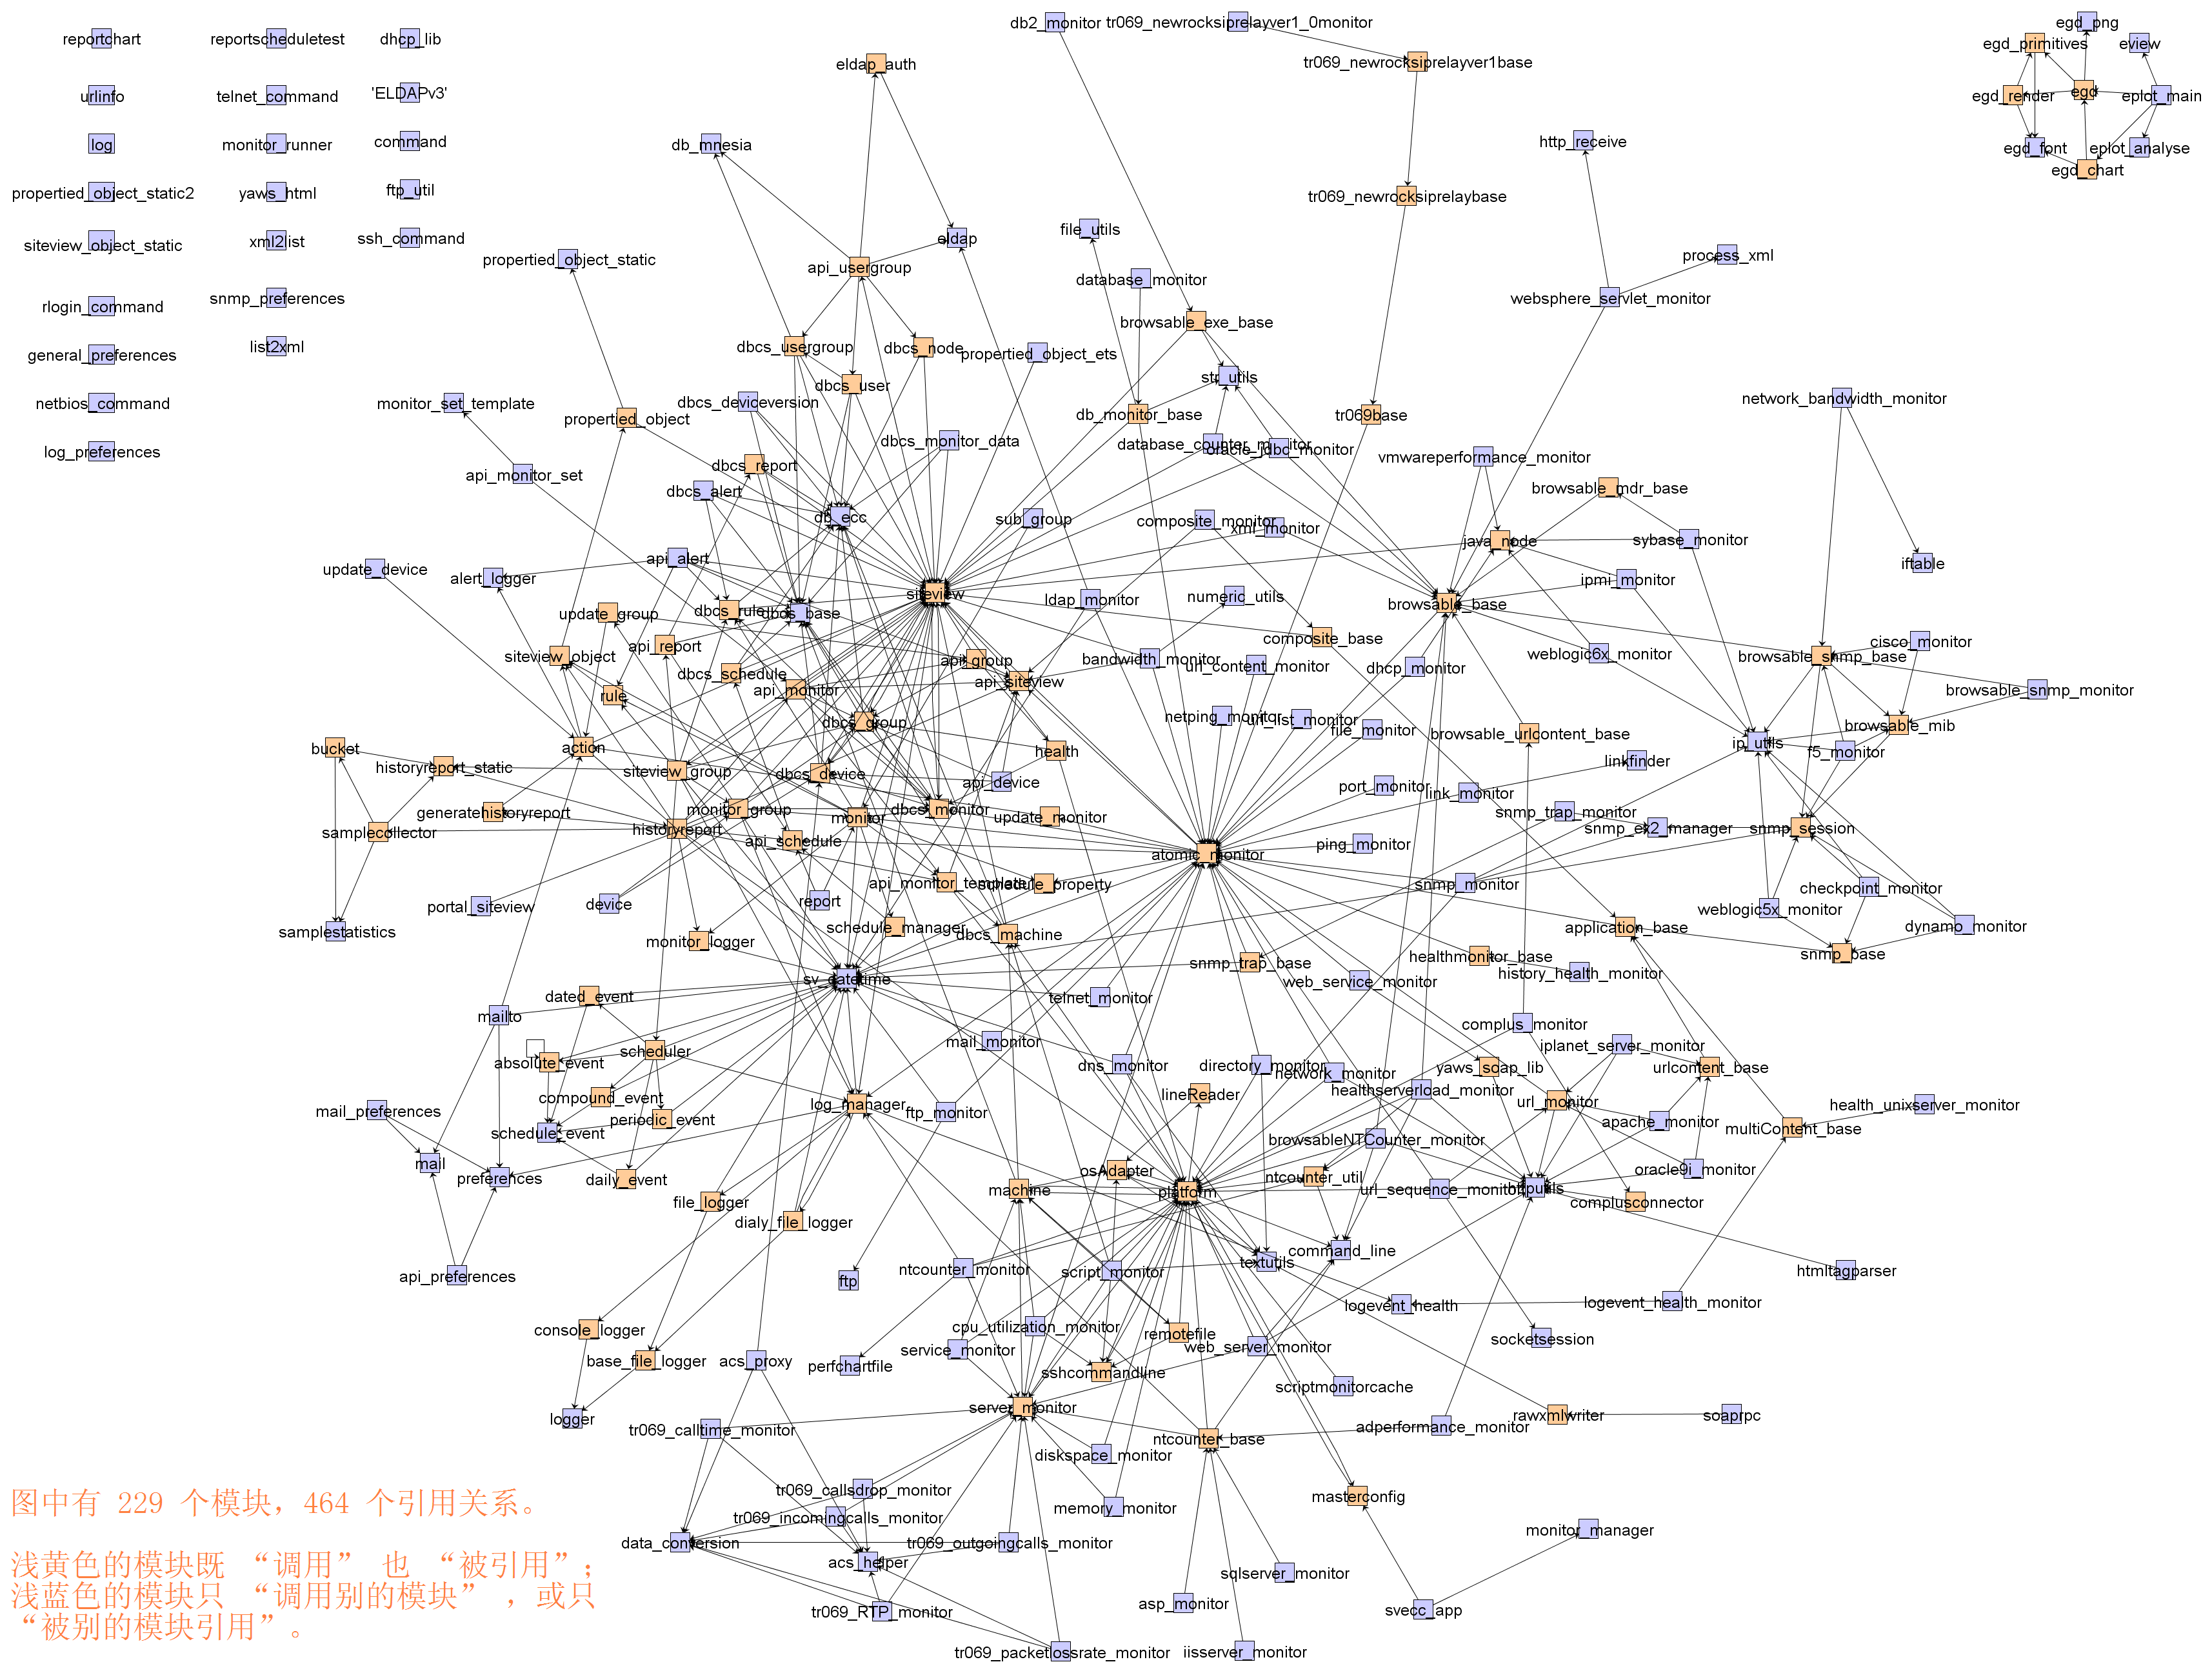 db2_monitor
tr069_newrocksiprelayver1_0monitor
egd_png
reportchart
reportscheduletest
dhcp_lib
egd_primitives
eview
eldap_auth
tr069_newrocksiprelayver1base
urlinfo
telnet_command
'ELDAPv3'
egd_render
egd
eplot_main
log
monitor_runner
command
db_mnesia
http_receive
egd_font
eplot_analyse
egd_chart
propertied_object_static2
yaws_html
ftp_util
tr069_newrocksiprelaybase
siteview_object_static
xml2list
ssh_command
eldap
file_utils
propertied_object_static
api_usergroup
process_xml
database_monitor
rlogin_command
snmp_preferences
websphere_servlet_monitor
browsable_exe_base
general_preferences
list2xml
dbcs_usergroup
dbcs_node
propertied_object_ets
dbcs_user
str_utils
netbios_command
monitor_set_template
dbcs_deviceversion
network_bandwidth_monitor
propertied_object
db_monitor_base
tr069base
dbcs_monitor_data
database_counter_monitor
oracle_jdbc_monitor
log_preferences
dbcs_report
vmwareperformance_monitor
api_monitor_set
dbcs_alert
browsable_mdr_base
db_ecc
sub_group
composite_monitor
xml_monitor
java_node
sybase_monitor
update_device
alert_logger
api_alert
ipmi_monitor
iftable
update_group
dbcs_rule
dbcs_base
siteview
ldap_monitor
numeric_utils
browsable_base
siteview_object
api_report
composite_base
cisco_monitor
dbcs_schedule
api_group
bandwidth_monitor
url_content_monitor
dhcp_monitor
weblogic6x_monitor
browsable_snmp_base
rule
api_monitor
api_siteview
browsable_snmp_monitor
dbcs_group
netping_monitor
url_list_monitor
file_monitor
browsable_urlcontent_base
browsable_mib
bucket
action
health
ip_utils
f5_monitor
historyreport_static
siteview_group
dbcs_device
api_device
linkfinder
port_monitor
link_monitor
generatehistoryreport
monitor_group
dbcs_monitor
update_monitor
snmp_trap_monitor
samplecollector
historyreport
monitor
api_schedule
atomic_monitor
ping_monitor
snmp_ex2_manager
snmp_session
api_monitor_template
schedule_property
snmp_monitor
checkpoint_monitor
portal_siteview
device
report
weblogic5x_monitor
samplestatistics
monitor_logger
schedule_manager
dbcs_machine
application_base
dynamo_monitor
snmp_trap_base
healthmonitor_base
snmp_base
sv_datetime
web_service_monitor
history_health_monitor
dated_event
telnet_monitor
mailto
complus_monitor
absolute_event
scheduler
mail_monitor
dns_monitor
directory_monitor
network_monitor
yaws_soap_lib
iplanet_server_monitor
urlcontent_base
compound_event
lineReader
healthserverload_monitor
mail_preferences
log_manager
ftp_monitor
url_monitor
health_unixserver_monitor
schedule_event
periodic_event
browsableNTCounter_monitor
apache_monitor
multiContent_base
mail
preferences
daily_event
osAdapter
ntcounter_util
oracle9i_monitor
machine
platform
url_sequence_monitor
httputils
complusconnector
file_logger
dialy_file_logger
command_line
textutils
api_preferences
ftp
ntcounter_monitor
script_monitor
htmltagparser
logevent_health
logevent_health_monitor
console_logger
cpu_utilization_monitor
remotefile
web_server_monitor
socketsession
base_file_logger
acs_proxy
perfchartfile
service_monitor
sshcommandline
scriptmonitorcache
logger
server_monitor
rawxmlwriter
soaprpc
tr069_calltime_monitor
ntcounter_base
adperformance_monitor
diskspace_monitor
tr069_callsdrop_monitor
masterconfig
图中有 229 个模块，464 个引用关系。
tr069_incomingcalls_monitor
memory_monitor
monitor_manager
data_conversion
tr069_outgoingcalls_monitor
acs_helper
浅黄色的模块既 “调用” 也 “被引用”；
sqlserver_monitor
浅蓝色的模块只 “调用别的模块” ，或只
asp_monitor
svecc_app
tr069_RTP_monitor
“被别的模块引用”。
tr069_packetlossrate_monitor
iisserver_monitor